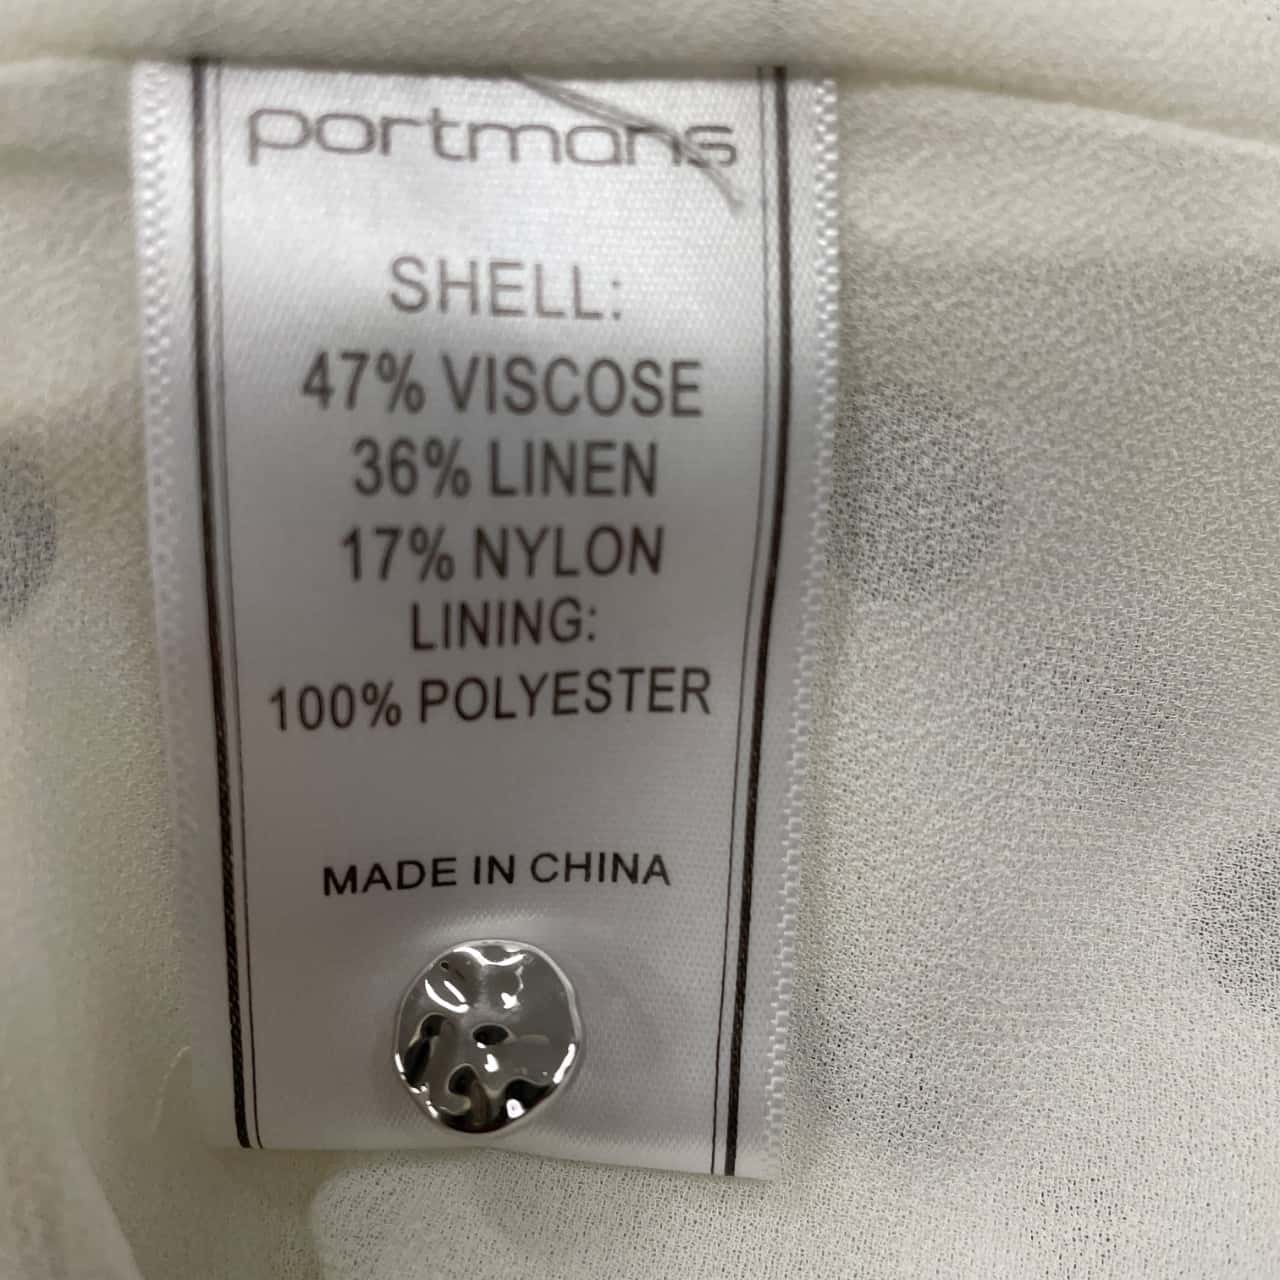 portmans
SHELL:
47% VISCOSE
36% LINEN
17% NYLON
LINING:
100% POLYESTER
MADE IN CHINA